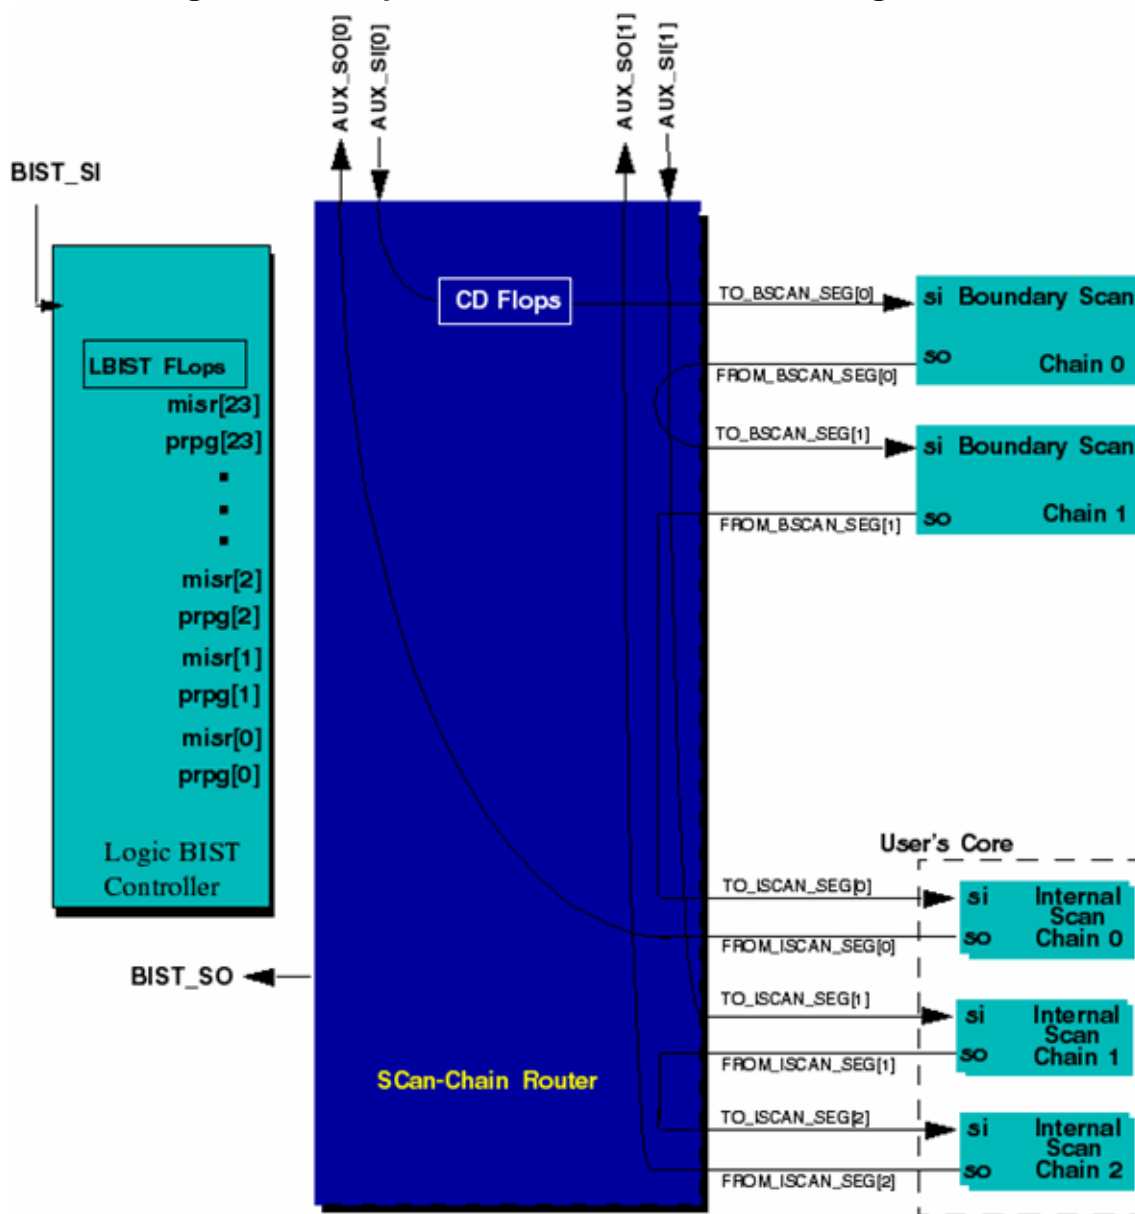 AUX_SO[0]
AUX_SI[0]
AUX_SO[1]
AUX_SI[1]
BIST_SI
LBIST FLops
misr[23]
prpg[23]
misr[2]
prpg[2]
misr[1]
prpg[1]
misr[0]
prpg[0]
Logic BIST
Controller
BIST_SO
CD Flops
SCan-Chain Router
TO_BSCAN_SEG[0]
FROM_BSCAN_SEG[0]
TO_BSCAN_SEG[1]
FROM_BSCAN_SEG[1]
si Boundary Scan
so Chain 0
si Boundary Scan
so Chain 1
User's Core
TO_ISCAN_SEG[0]
FROM_ISCAN_SEG[0]
TO_ISCAN_SEG[1]
FROM_ISCAN_SEG[1]
TO_ISCAN_SEG[2]
FROM_ISCAN_SEG[2]
si Internal
Scan
so Chain 0
si Internal
Scan
so Chain 1
si Internal
Scan
so Chain 2